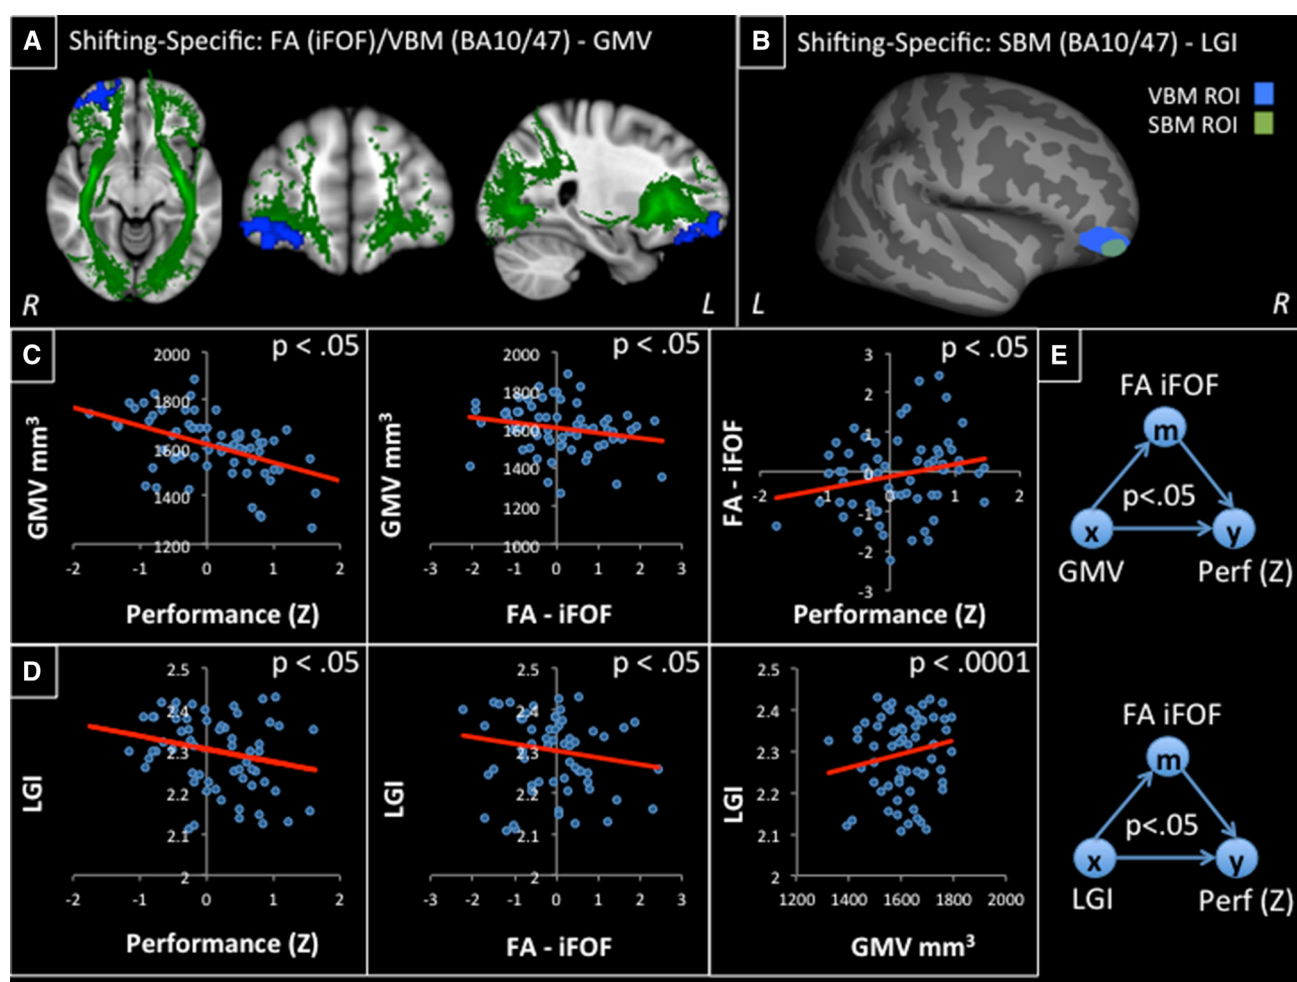 A Shifting-Specific: FA (iFOF)/VBM (BA10/47) - GMV
R
L
B Shifting-Specific: SBM (BA10/47) - LGI
VBM ROI
SBM ROI
L
R
C
p < .05
GMV mm³
2000
1800
1600
1400
1200
-2 -1 0 1 2
Performance (Z)
p < .05
GMV mm³
2000
1800
1600
1400
1200
1000
-3 -2 -1 0 1 2 3
FA - iFOF
p < .05
FA - iFOF
3
2
1
0
-1
-2
-3
-2 -1 1 2
Performance (Z)
E
FA iFOF
m
p<.05
x y
GMV Perf (Z)
D
p < .05
LGI
2.5
2.4
2.3
2.2
2.1
2
-2 -1 0 1 2
Performance (Z)
p < .05
LGI
2.5
2.4
2.3
2.2
2.1
2
-3 -2 -1 0 1 2 3
FA - iFOF
p < .0001
LGI
2.5
2.4
2.3
2.2
2.1
2
1200 1400 1600 1800 2000
GMV mm³
FA iFOF
m
p<.05
x y
LGI Perf (Z)